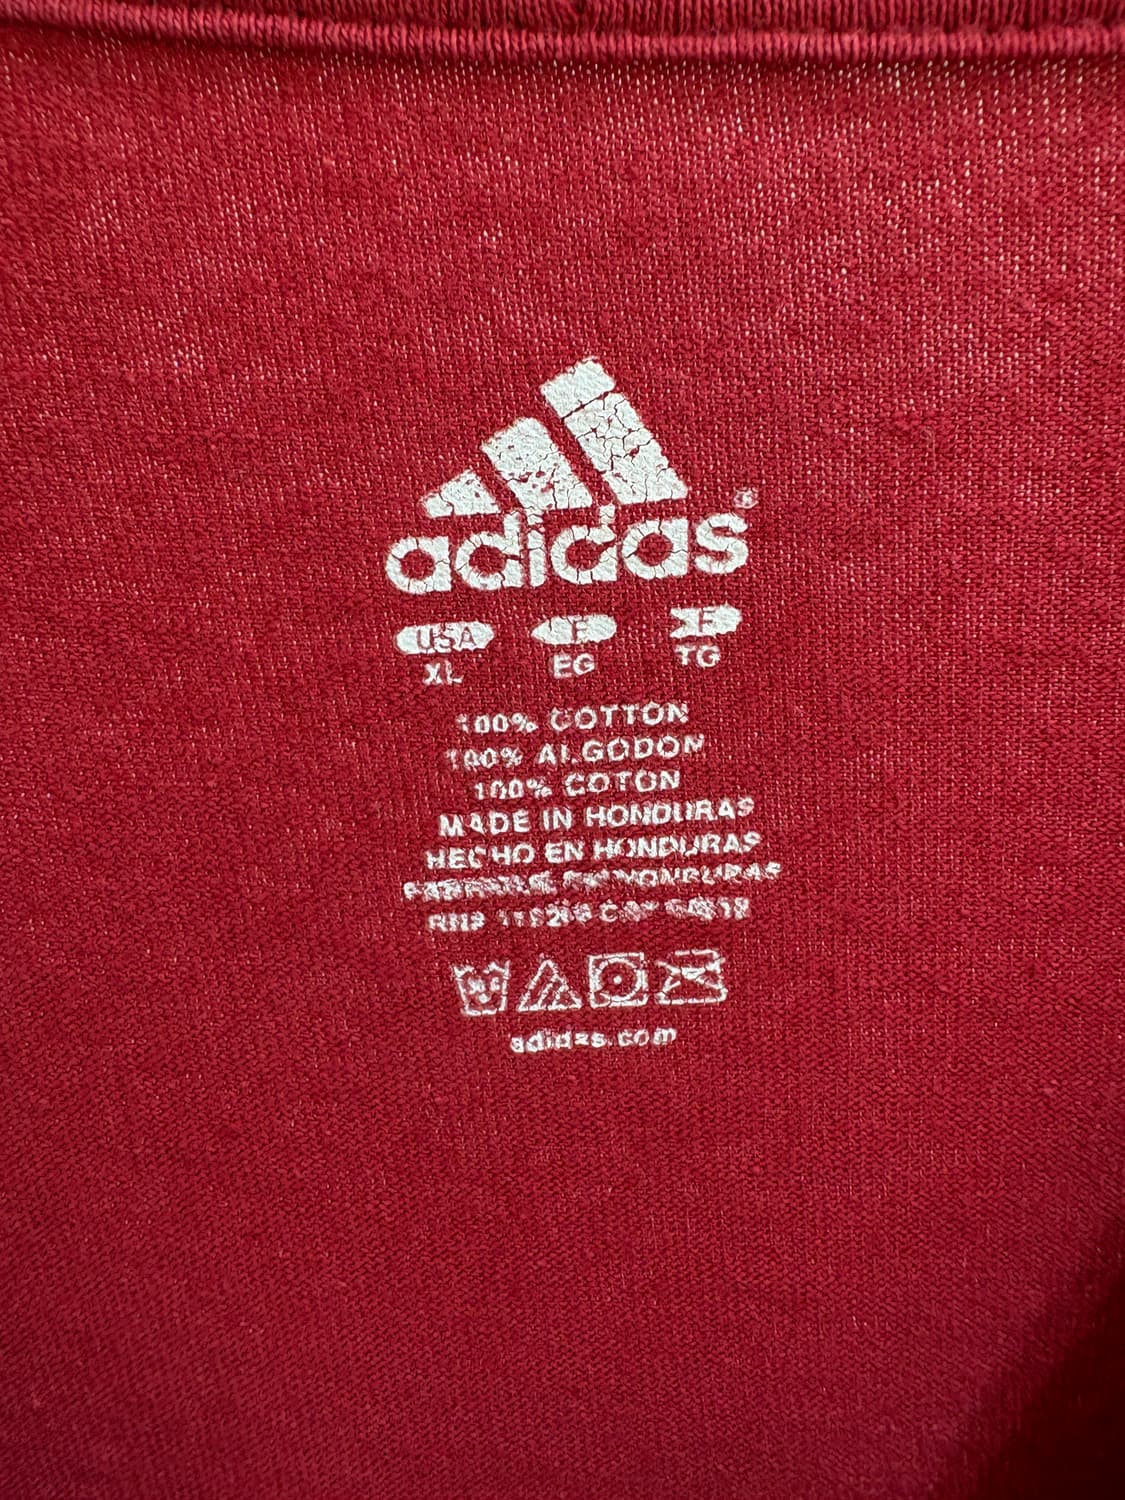 adidas®
USA E F
XL EG TG
100% COTTON
100% ALGODON
100% COTON
MADE IN HONDURAS
HECHO EN HONDURAS
HONDURAS
adidas.com